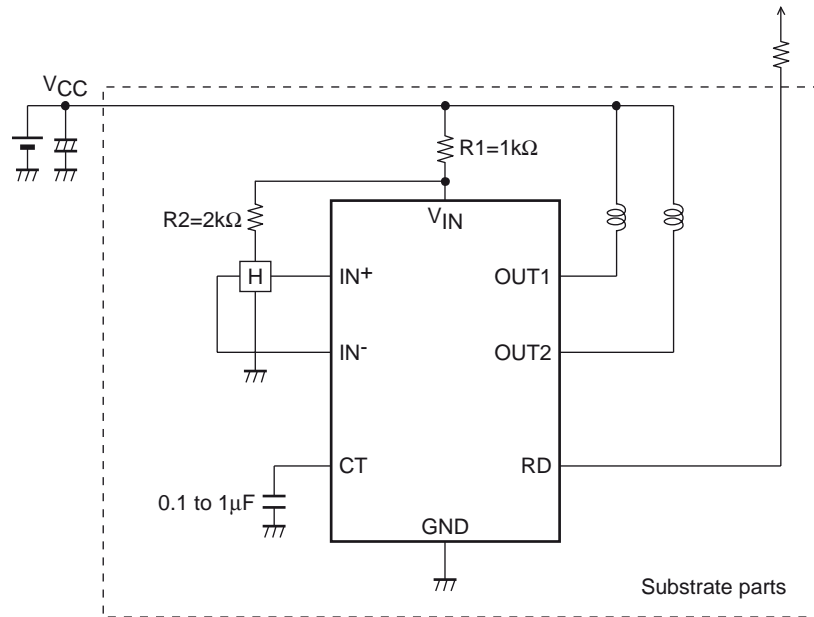 VCC
R1=1kΩ
R2=2kΩ
VIN
H
IN+
OUT1
IN-
OUT2
CT
RD
0.1 to 1μF
GND
Substrate parts